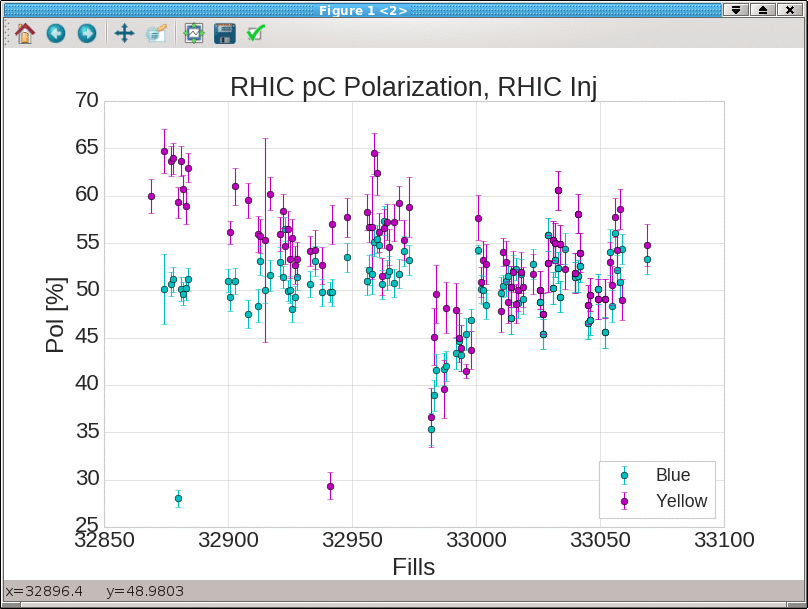 Figure 1 <2>
RHIC pC Polarization, RHIC Inj
70
65
60
55
50
45
40
35
30
25
Pol [%]
Blue
Yellow
32850 32900 32950 33000 33050 33100
Fills
x=32896.4 y=48.9803